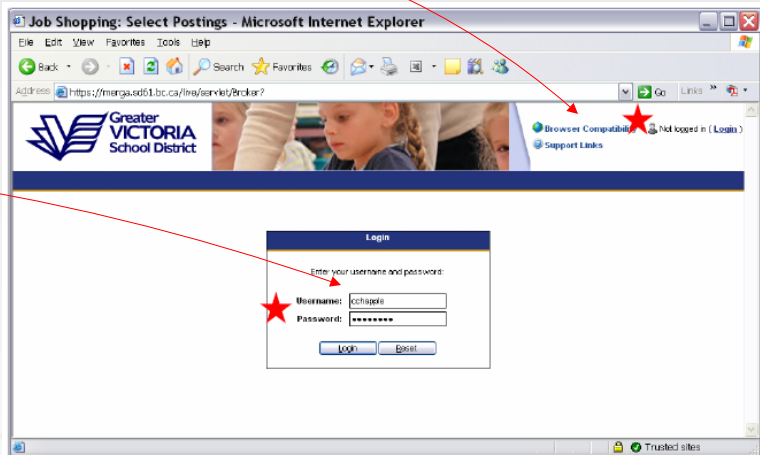 Job Shopping: Select Postings - Microsoft Internet Explorer
File Edit View Favorites Tools Help
Back Search Favorites
Address https://merga.sd61.bc.ca/live/servlet/Broker? Go Links »
Greater
VICTORIA
School District
Browser Compatibility Not logged in ( Login )
Support Links
Login
Enter your username and password:
Username: cchapple
Password: ••••••••
Login Reset
Trusted sites